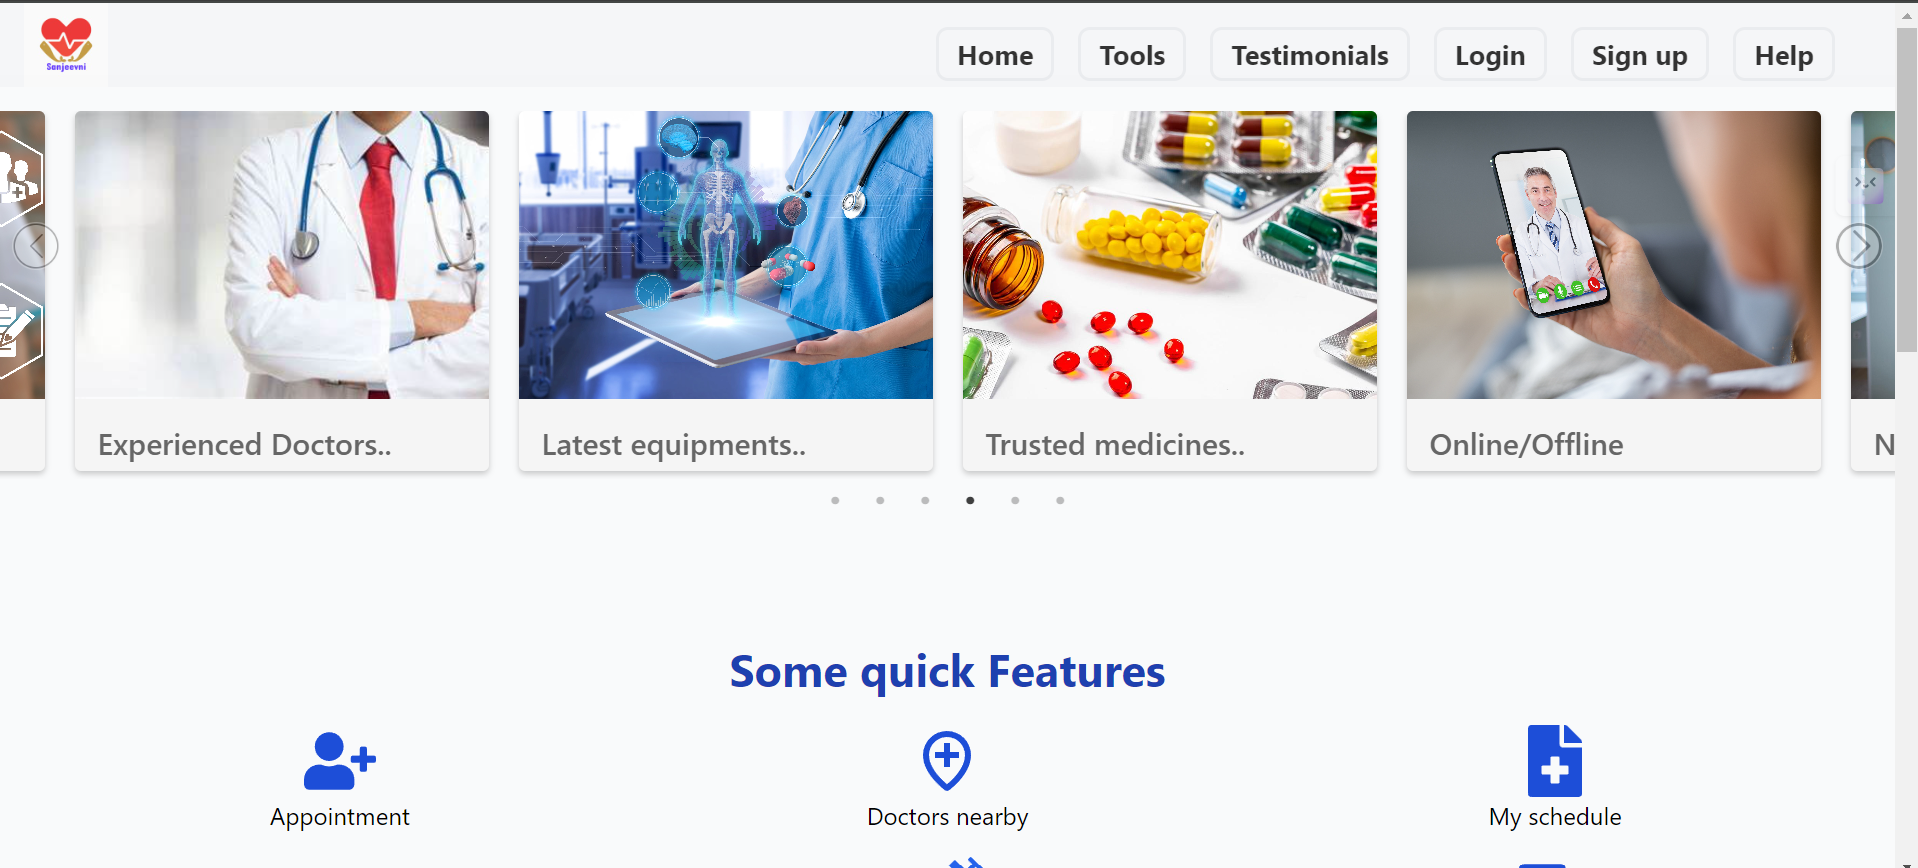 Sanjeevni
Home
Tools
Testimonials
Login
Sign up
Help
Experienced Doctors..
Latest equipments..
Trusted medicines..
Online/Offline
N
Some quick Features
Appointment
Doctors nearby
My schedule